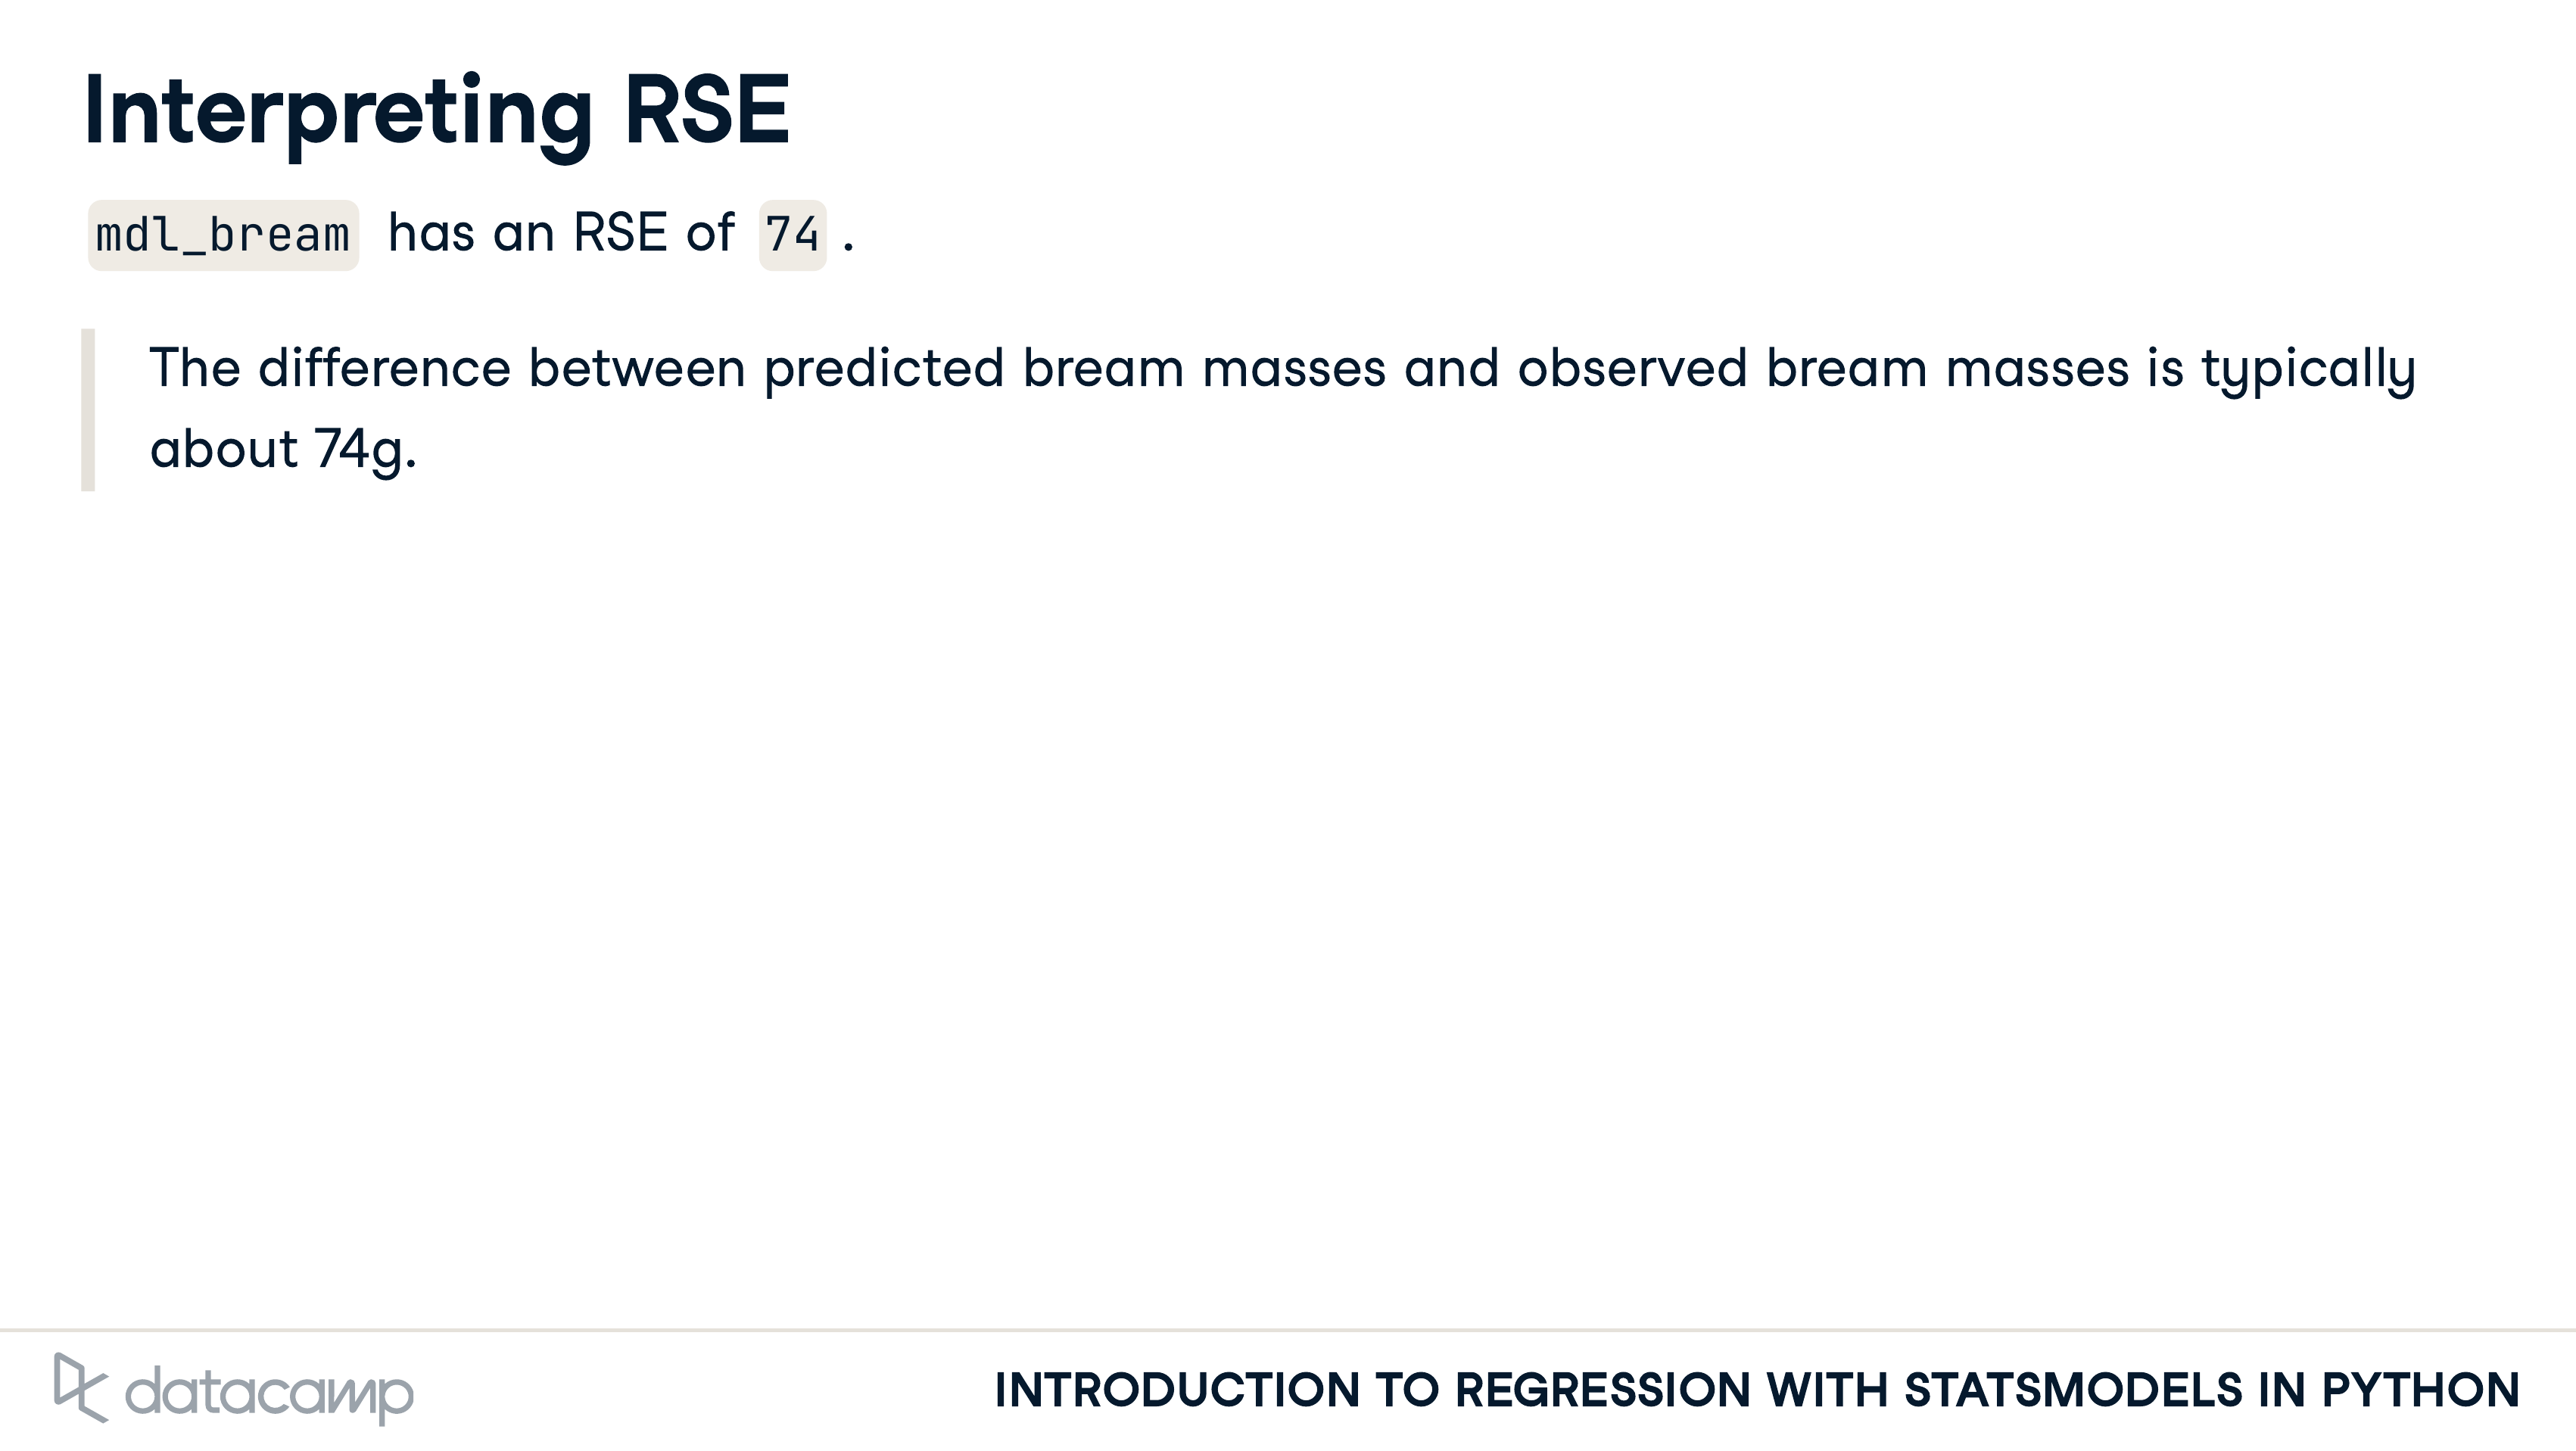 Interpreting RSE
mdl_bream has an RSE of 74 .
The difference between predicted bream masses and observed bream masses is typically
about 74g.
datacamp
INTRODUCTION TO REGRESSION WITH STATSMODELS IN PYTHON